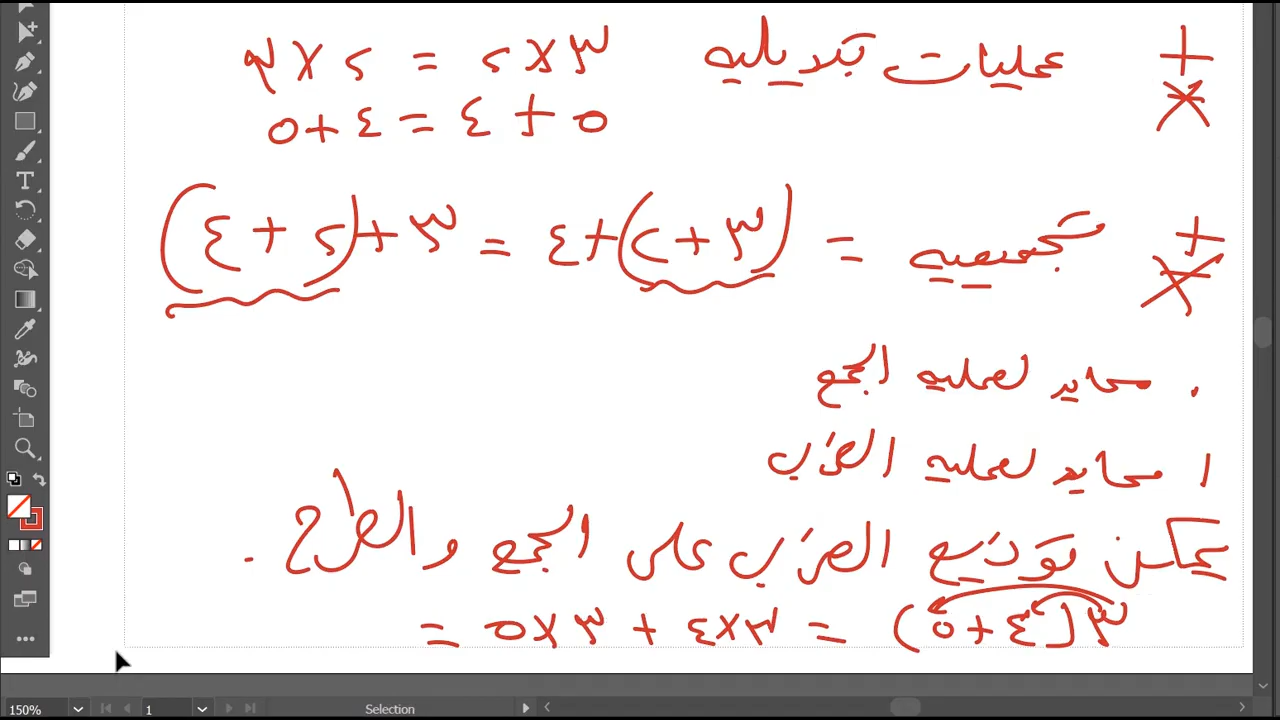 + × عمليات تبديليه ٣×٢ = ٢×٣
٥+٤ = ٤+٥
+ × تجميعيه = (٣+٢)+٤ = ٣+(٢+٤)
٠ محايد لعمليه الجمع
١ محايد لعمليه الضرب
يمكن توزيع الضرب على الجمع والطرح .
٣(٤+٥) = ٣×٤ + ٣×٥ =
150%
1
Selection